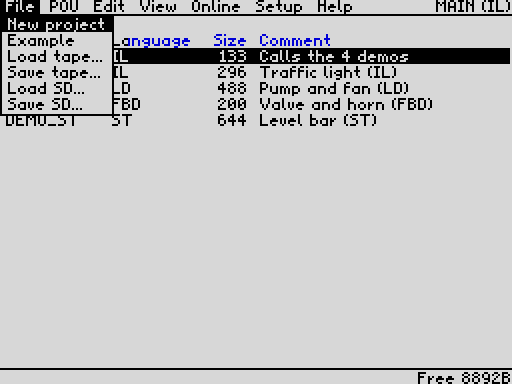 File POU Edit View Online Setup Help MAIN (IL)
New project
Example Language Size Comment
Load tape... IL 133 Calls the 4 demos
Save tape... IL 296 Traffic light (IL)
Load SD... LD 488 Pump and fan (LD)
Save SD... FBD 200 Valve and horn (FBD)
DEMO_ST ST 644 Level bar (ST)
Free 8892B